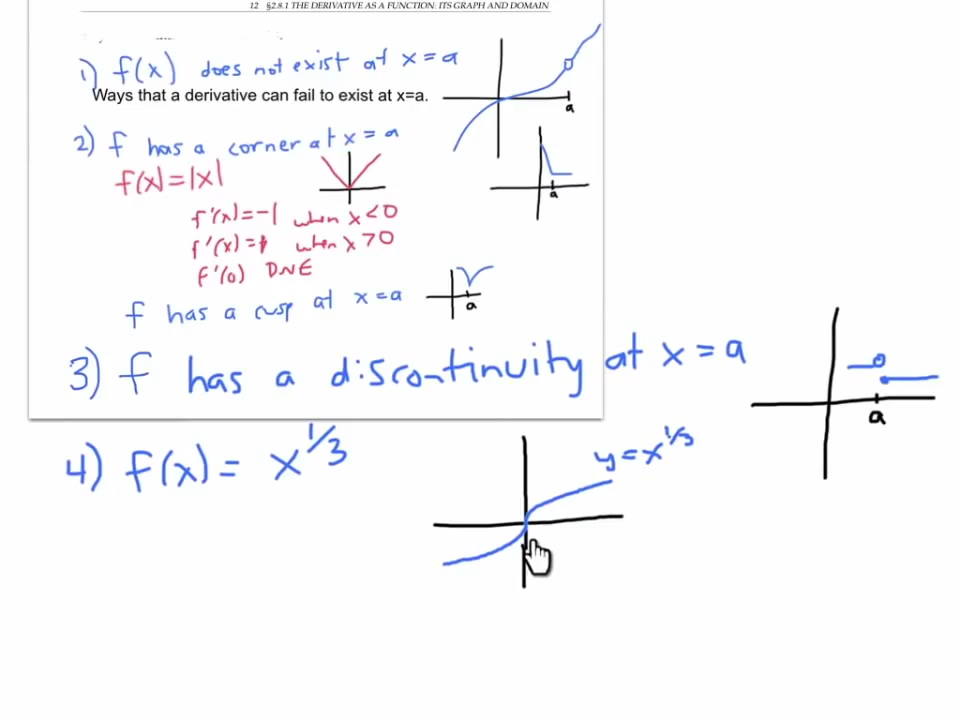 12 §2.8.1 THE DERIVATIVE AS A FUNCTION: ITS GRAPH AND DOMAIN
1) f(x) does not exist at x=a
Ways that a derivative can fail to exist at x=a.
a
2) f has a corner at x=a
f(x)=|x|
a
f'(x)=-1 when x<0
f'(x)=1 when x>0
f'(0) DNE
f has a cusp at x=a
a
3) f has a discontinuity at x=a
a
4) f(x)= x^1/3
y=x^1/3